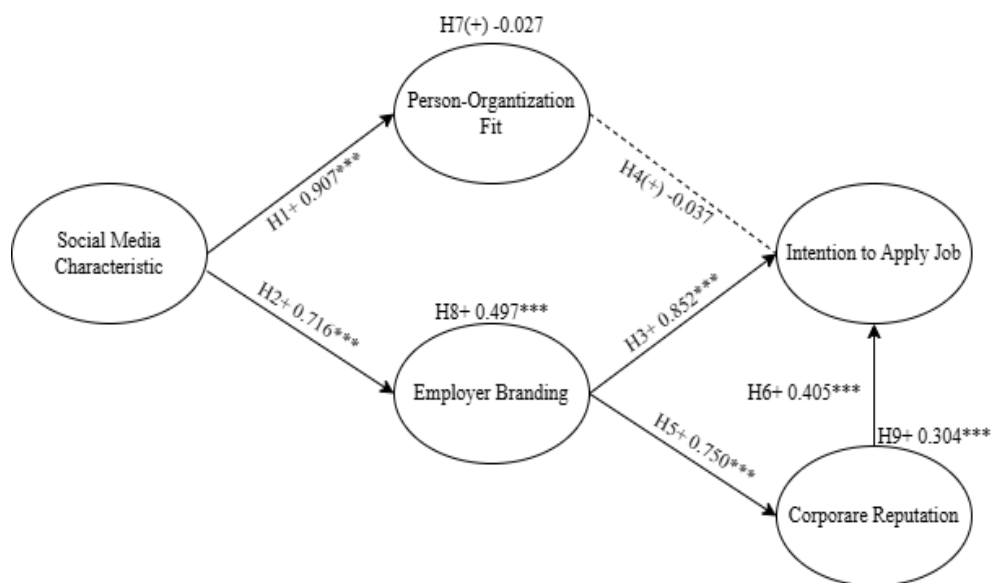 H7(+) -0.027
Person-Organtization
Fit
H1+ 0.907***
H4(+) -0.037
Social Media
Characteristic
Intention to Apply Job
H2+ 0.716***
H8+ 0.497***
H3+ 0.852***
Employer Branding
H6+ 0.405***
H5+ 0.750***
H9+ 0.304***
Corporare Reputation